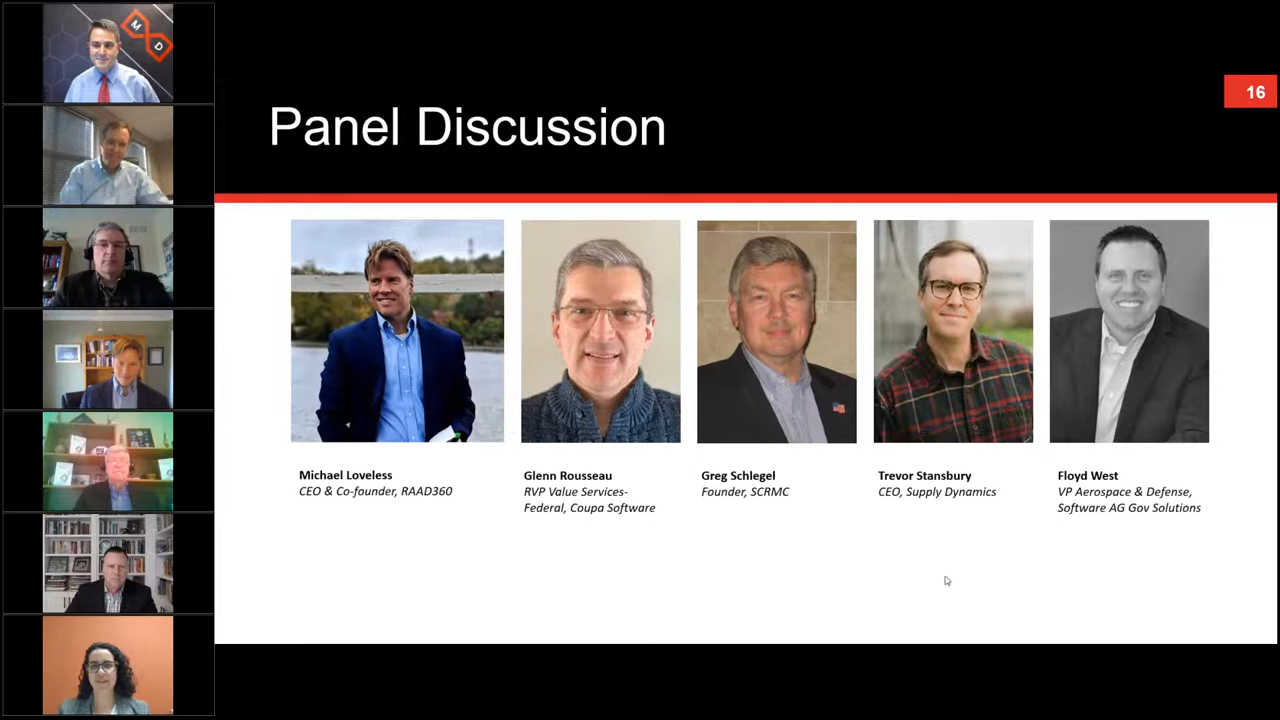 M
D
16
Panel Discussion
Michael Loveless
CEO & Co-founder, RAAD360
Glenn Rousseau
RVP Value Services-
Federal, Coupa Software
Greg Schlegel
Founder, SCRMC
Trevor Stansbury
CEO, Supply Dynamics
Floyd West
VP Aerospace & Defense,
Software AG Gov Solutions